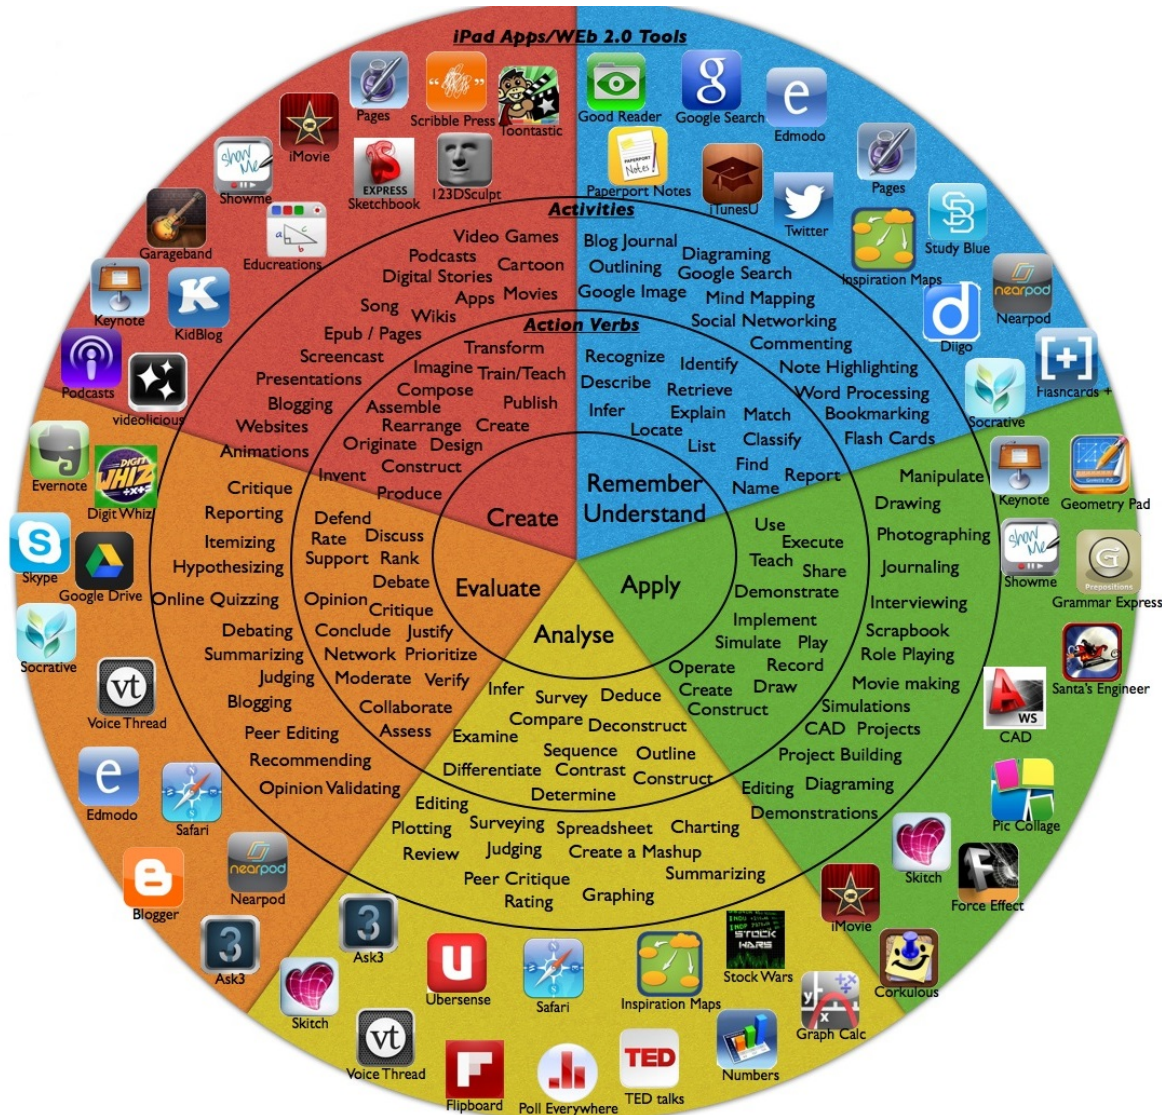 iPad Apps/WEb 2.0 Tools
Pages
Scribble Press
Toontastic
iMovie
Showme
EXPRESS
Sketchbook
123DSculpt
Garageband
Educreations
Keynote
KidBlog
Podcasts
videolicious
Good Reader
Google Search
Edmodo
Paperport Notes
iTunesU
Twitter
Pages
Study Blue
Inspiration Maps
Nearpod
Diigo
Socrative
Flashcards +
Activities
Video Games
Podcasts
Cartoon
Digital Stories
Apps
Movies
Song
Wikis
Epub / Pages
Screencast
Presentations
Blogging
Websites
Animations
Blog Journal
Diagraming
Outlining
Google Search
Google Image
Mind Mapping
Social Networking
Commenting
Note Highlighting
Word Processing
Bookmarking
Flash Cards
Action Verbs
Transform
Imagine
Train/Teach
Compose
Publish
Assemble
Rearrange
Create
Originate
Design
Construct
Invent
Produce
Recognize
Identify
Describe
Retrieve
Infer
Explain
Match
Locate
List
Classify
Find
Name
Report
Create
Remember
Understand
Evaluate
Apply
Analyse
Evernote
DIGIT
WHIZ
Digit Whiz
Skype
Google Drive
Socrative
vt
Voice Thread
Edmodo
Safari
Blogger
nearpod
Nearpod
Ask3
Critique
Reporting
Itemizing
Hypothesizing
Online Quizzing
Debating
Summarizing
Judging
Blogging
Peer Editing
Recommending
Opinion Validating
Defend
Rate
Discuss
Support
Rank
Debate
Opinion
Critique
Conclude
Justify
Network
Prioritize
Moderate
Verify
Collaborate
Assess
Use
Execute
Teach
Share
Demonstrate
Implement
Simulate
Play
Operate
Record
Create
Draw
Construct
Manipulate
Drawing
Photographing
Journaling
Interviewing
Scrapbook
Role Playing
Movie making
Simulations
CAD Projects
Project Building
Editing
Diagraming
Demonstrations
Keynote
Geometry Pad
Showme
Prepositions
Grammar Express
Santa's Engineer
WS
CAD
Pic Collage
Skitch
Force Effect
iMovie
Corkulous
Infer
Survey
Deduce
Compare
Deconstruct
Examine
Sequence
Outline
Differentiate
Contrast
Construct
Determine
Editing
Plotting
Surveying
Spreadsheet
Charting
Review
Judging
Create a Mashup
Summarizing
Peer Critique
Rating
Graphing
Ask3
Skitch
Ubersense
Safari
Inspiration Maps
STOCK
WARS
Stock Wars
Graph Calc
vt
Voice Thread
Flipboard
Poll Everywhere
TED
TED talks
Numbers